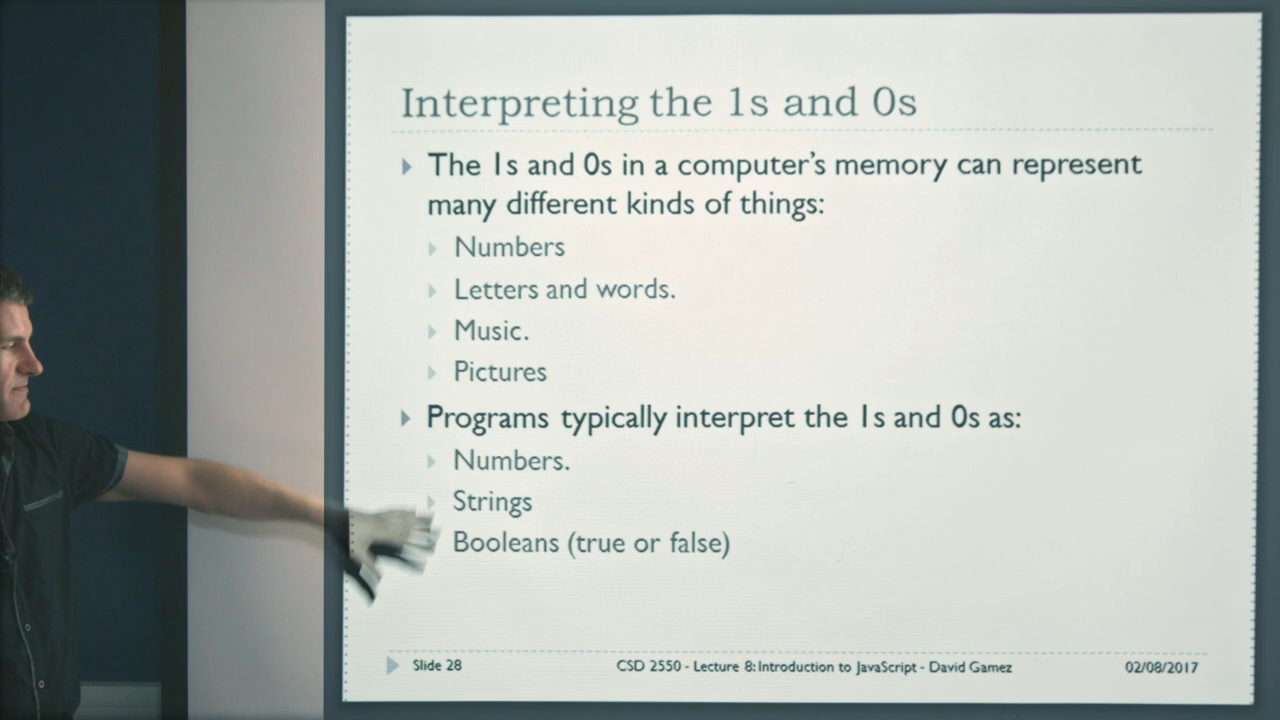 Interpreting the 1s and 0s
The 1s and 0s in a computer's memory can represent
many different kinds of things:
Numbers
Letters and words.
Music.
Pictures
Programs typically interpret the 1s and 0s as:
Numbers.
Strings
Booleans (true or false)
Slide 28 CSD 2550 - Lecture 8: Introduction to JavaScript - David Gamez 02/08/2017